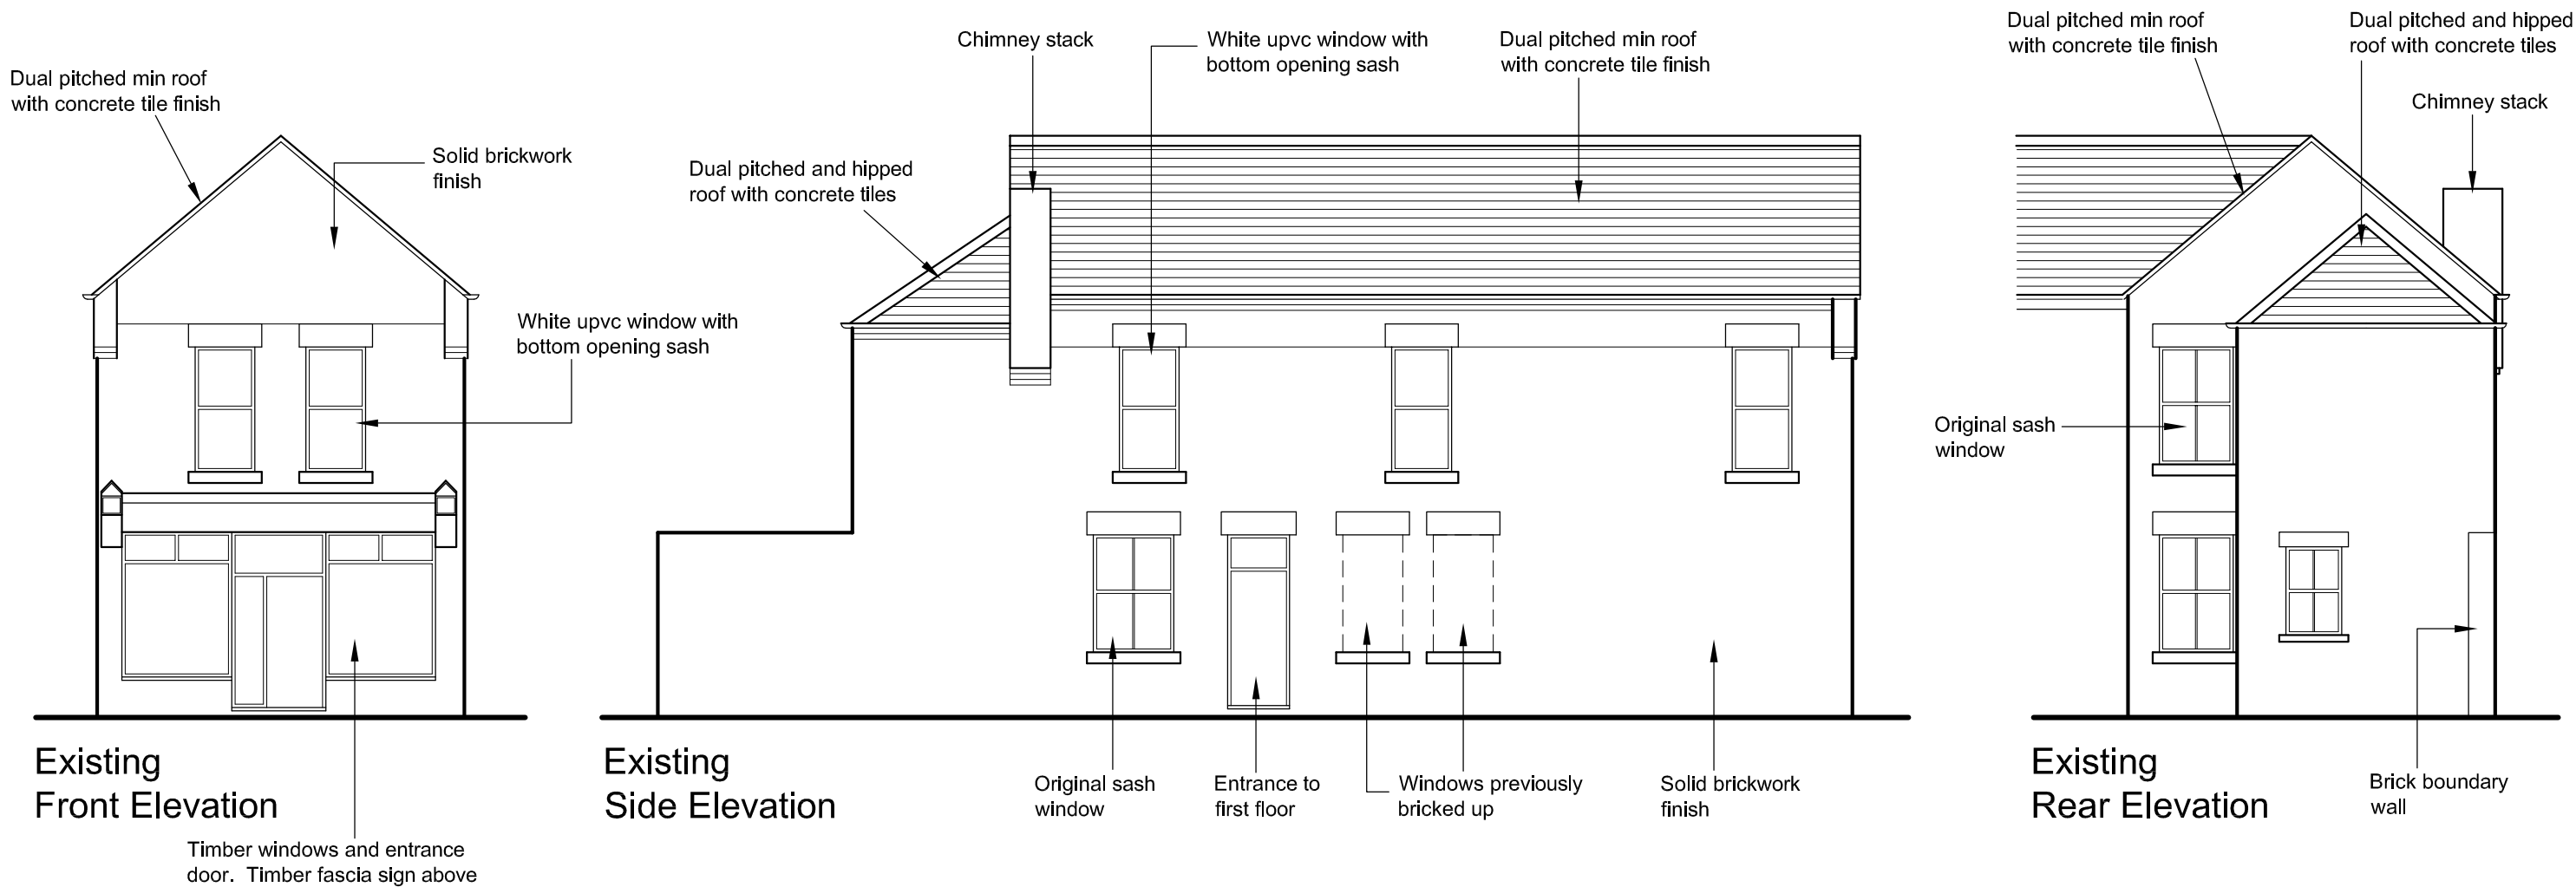 Dual pitched min roof
with concrete tile finish
Solid brickwork
finish
White upvc window with
bottom opening sash
Existing
Front Elevation
Timber windows and entrance
door. Timber fascia sign above
Chimney stack
White upvc window with
bottom opening sash
Dual pitched min roof
with concrete tile finish
Dual pitched and hipped
roof with concrete tiles
Existing
Side Elevation
Original sash
window
Entrance to
first floor
Windows previously
bricked up
Solid brickwork
finish
Dual pitched min roof
with concrete tile finish
Dual pitched and hipped
roof with concrete tiles
Chimney stack
Original sash
window
Existing
Rear Elevation
Brick boundary
wall